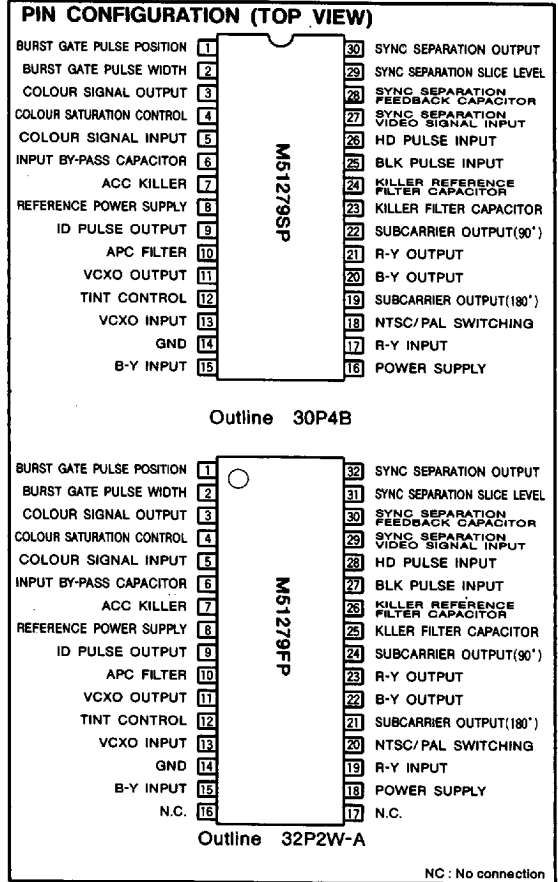 PIN CONFIGURATION (TOP VIEW)
BURST GATE PULSE POSITION 1
BURST GATE PULSE WIDTH 2
COLOUR SIGNAL OUTPUT 3
COLOUR SATURATION CONTROL 4
COLOUR SIGNAL INPUT 5
INPUT BY-PASS CAPACITOR 6
ACC KILLER 7
REFERENCE POWER SUPPLY 8
ID PULSE OUTPUT 9
APC FILTER 10
VCXO OUTPUT 11
TINT CONTROL 12
VCXO INPUT 13
GND 14
B-Y INPUT 15
M51279SP
30 SYNC SEPARATION OUTPUT
29 SYNC SEPARATION SLICE LEVEL
28 SYNC SEPARATION
FEEDBACK CAPACITOR
27 SYNC SEPARATION
VIDEO SIGNAL INPUT
26 HD PULSE INPUT
25 BLK PULSE INPUT
24 KILLER REFERENCE
FILTER CAPACITOR
23 KILLER FILTER CAPACITOR
22 SUBCARRIER OUTPUT(90°)
21 R-Y OUTPUT
20 B-Y OUTPUT
19 SUBCARRIER OUTPUT(180°)
18 NTSC/PAL SWITCHING
17 R-Y INPUT
16 POWER SUPPLY
Outline 30P4B
BURST GATE PULSE POSITION 1
BURST GATE PULSE WIDTH 2
COLOUR SIGNAL OUTPUT 3
COLOUR SATURATION CONTROL 4
COLOUR SIGNAL INPUT 5
INPUT BY-PASS CAPACITOR 6
ACC KILLER 7
REFERENCE POWER SUPPLY 8
ID PULSE OUTPUT 9
APC FILTER 10
VCXO OUTPUT 11
TINT CONTROL 12
VCXO INPUT 13
GND 14
B-Y INPUT 15
N.C. 16
M51279FP
32 SYNC SEPARATION OUTPUT
31 SYNC SEPARATION SLICE LEVEL
30 SYNC SEPARATION
FEEDBACK CAPACITOR
29 SYNC SEPARATION
VIDEO SIGNAL INPUT
28 HD PULSE INPUT
27 BLK PULSE INPUT
26 KILLER REFERENCE
FILTER CAPACITOR
25 KLLER FILTER CAPACITOR
24 SUBCARRIER OUTPUT(90°)
23 R-Y OUTPUT
22 B-Y OUTPUT
21 SUBCARRIER OUTPUT(180°)
20 NTSC/PAL SWITCHING
19 R-Y INPUT
18 POWER SUPPLY
17 N.C.
Outline 32P2W-A
NC : No connection